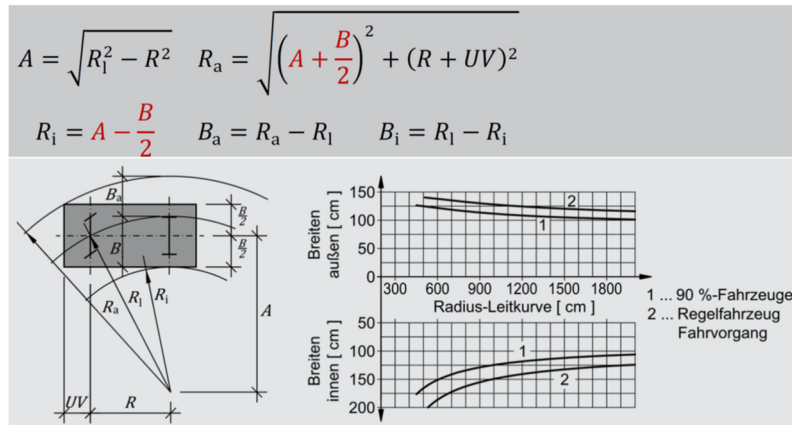 A = √(R_l² − R²)   R_a = √((A + B/2)² + (R + UV)²)
R_i = A − B/2   B_a = R_a − R_l   B_i = R_l − R_i
B_a
B/2
B
B/2
R_a
R_l
R_i
A
UV
R
Breiten
außen [ cm ]
150
125
100
50
0
2
1
300 600 900 1200 1500 1800
Radius-Leitkurve [ cm ]
Breiten
innen [ cm ]
50
100
150
200
1
2
1 ... 90 %-Fahrzeuge
2 ... Regelfahrzeug
Fahrvorgang